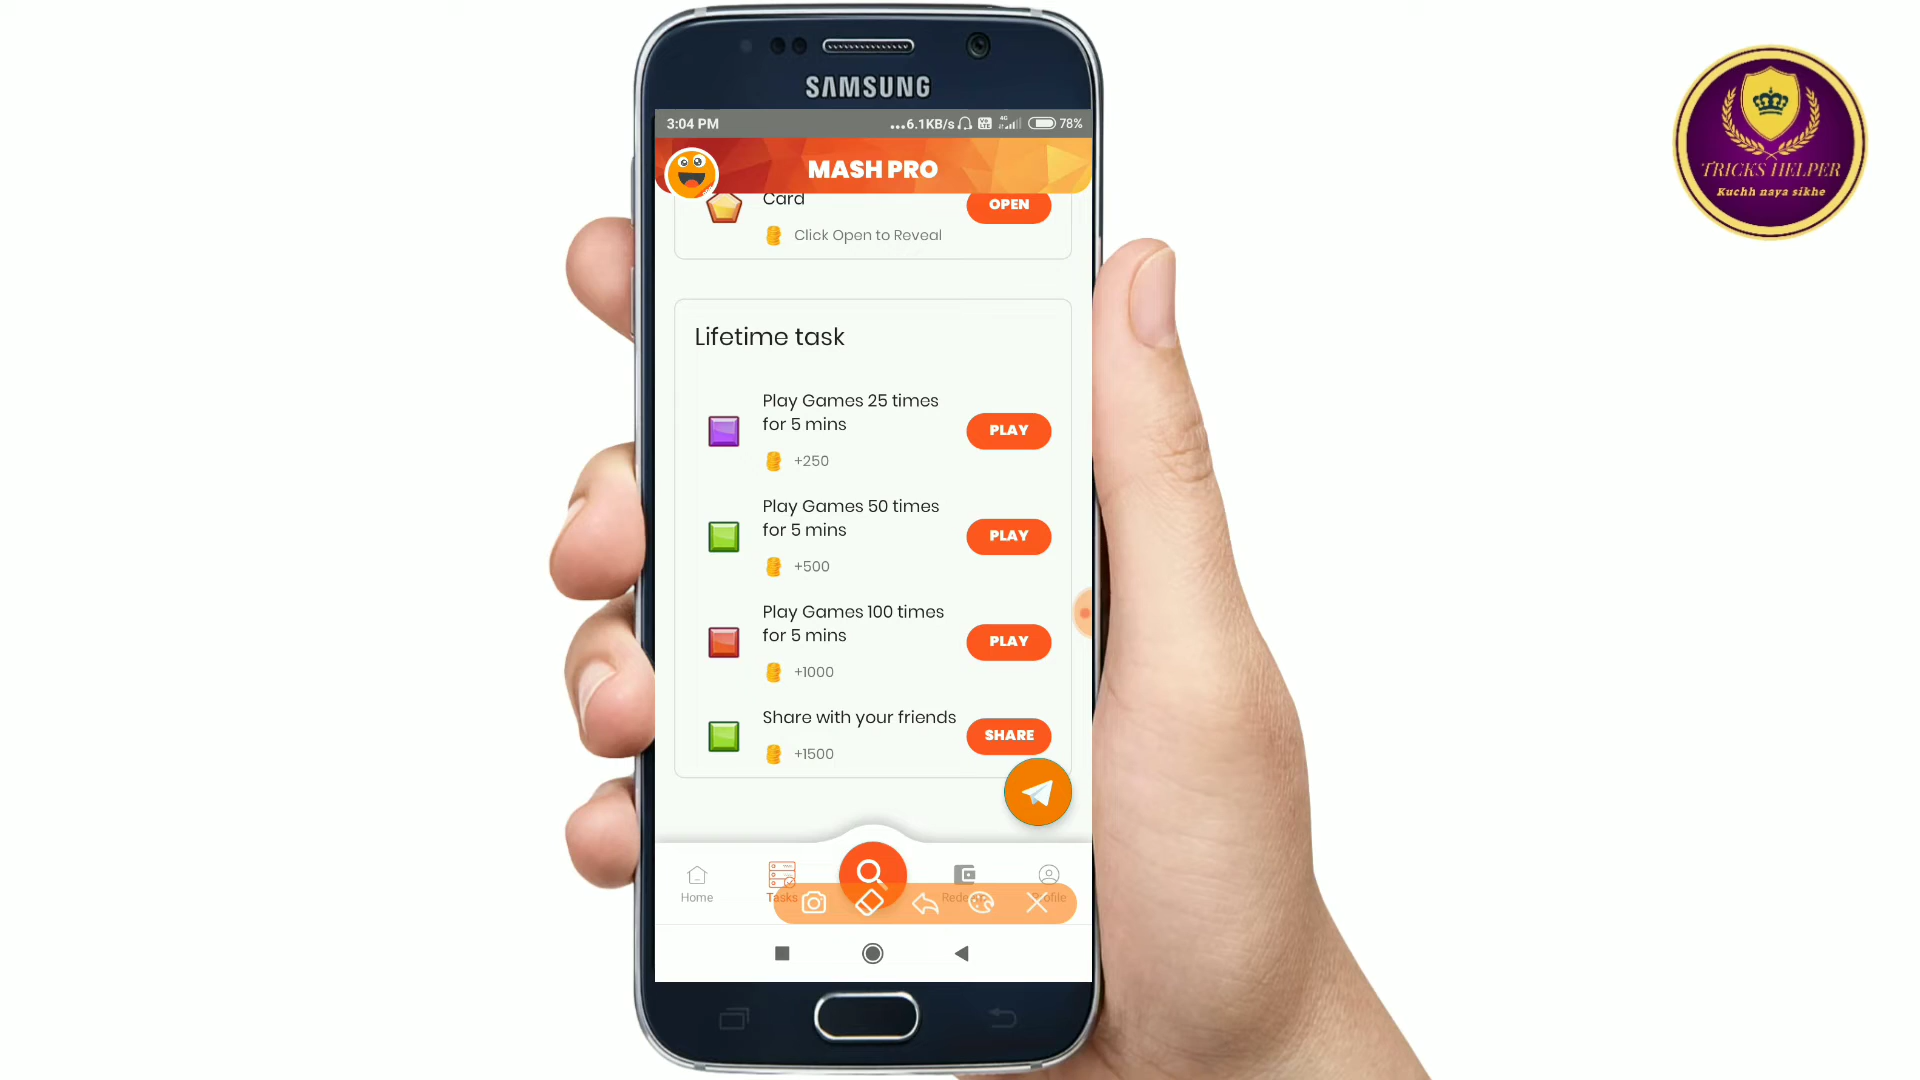 SAMSUNG
3:04 PM
...6.1KB/s 4G 78%
MASH PRO
Card
OPEN
Click Open to Reveal
Lifetime task
Play Games 25 times
for 5 mins
PLAY
+250
Play Games 50 times
for 5 mins
PLAY
+500
Play Games 100 times
for 5 mins
PLAY
+1000
Share with your friends
SHARE
+1500
Home
Tasks
TRICKS HELPER
Kuchh naya sikhe